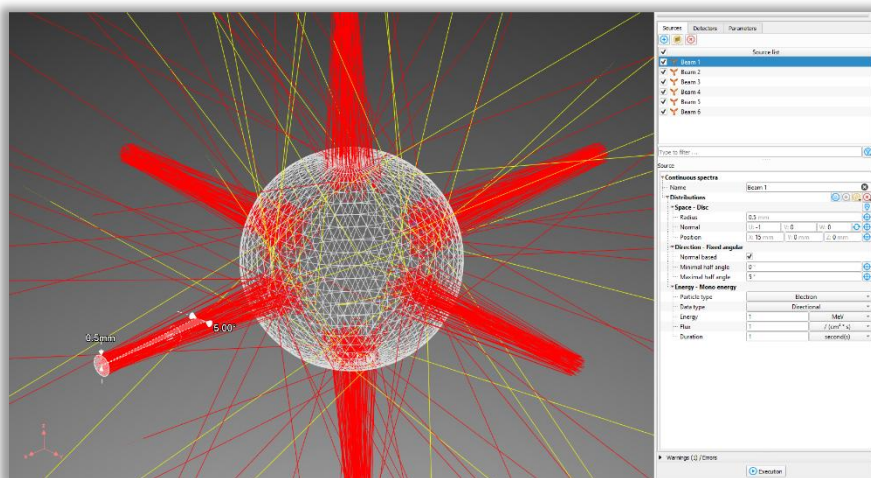 Sources Detectors Parameters
Source list
Beam 1
Beam 2
Beam 3
Beam 4
Beam 5
Beam 6
Type to filter ...
Source
Continuous spectra
Name Beam 1
Distributions
Space - Disc
Radius 0.5 mm
Normal U: -1 V: 0 W: 0
Position X: 15 mm Y: 0 mm Z: 0 mm
Direction - Fixed angular
Normal based
Minimal half angle 0 °
Maximal half angle 5 °
Energy - Mono energy
Particle type Electron
Data type Directional
Energy 1 MeV
Flux 1 / (cm² * s)
Duration 1 second(s)
0.5mm
5.00°
Warnings (1) / Errors
Execution